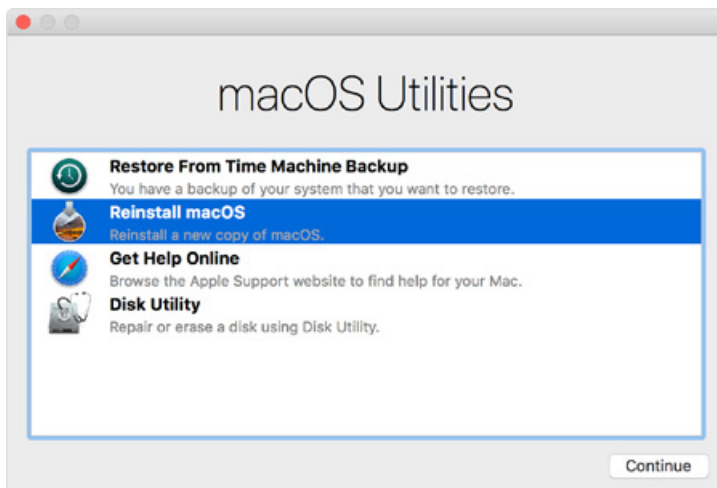 macOS Utilities
Restore From Time Machine Backup
You have a backup of your system that you want to restore.
Reinstall macOS
Reinstall a new copy of macOS.
Get Help Online
Browse the Apple Support website to find help for your Mac.
Disk Utility
Repair or erase a disk using Disk Utility.
Continue